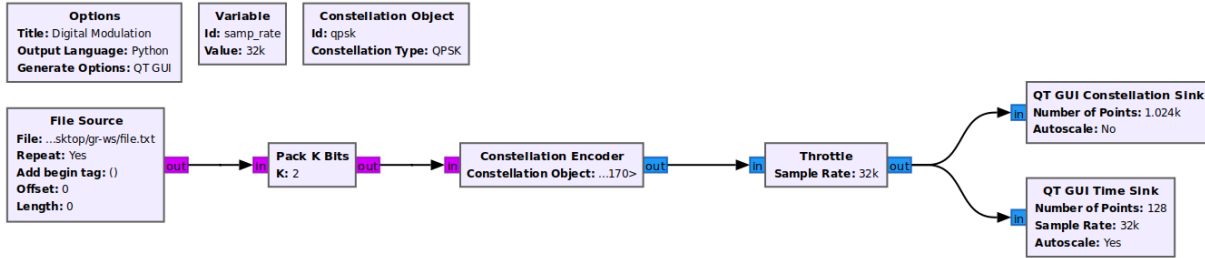 Options
Title: Digital Modulation
Output Language: Python
Generate Options: QT GUI
Variable
Id: samp_rate
Value: 32k
Constellation Object
Id: qpsk
Constellation Type: QPSK
File Source
File: ...sktop/gr-ws/file.txt
Repeat: Yes
Add begin tag: ()
Offset: 0
Length: 0
out
in
Pack K Bits
K: 2
out
in
Constellation Encoder
Constellation Object: ...170>
out
in
Throttle
Sample Rate: 32k
out
in
QT GUI Constellation Sink
Number of Points: 1.024k
Autoscale: No
in
QT GUI Time Sink
Number of Points: 128
Sample Rate: 32k
Autoscale: Yes